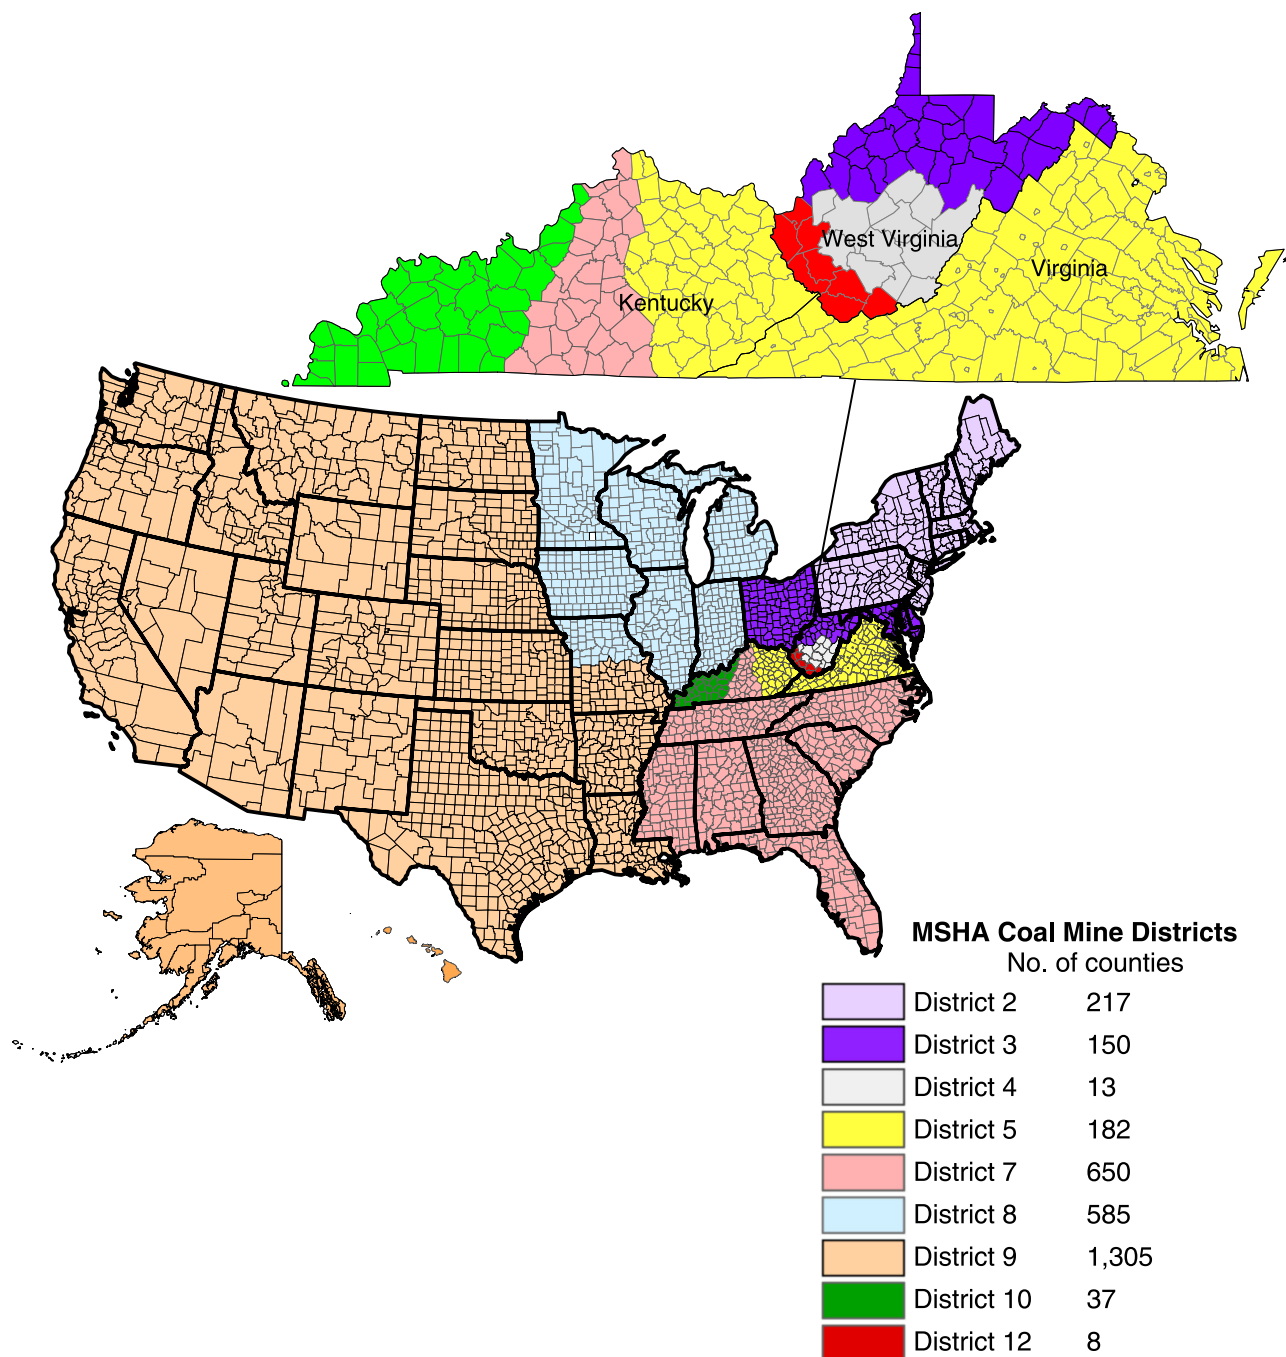 West Virginia
Virginia
Kentucky
MSHA Coal Mine Districts
No. of counties
District 2 217
District 3 150
District 4 13
District 5 182
District 7 650
District 8 585
District 9 1,305
District 10 37
District 12 8